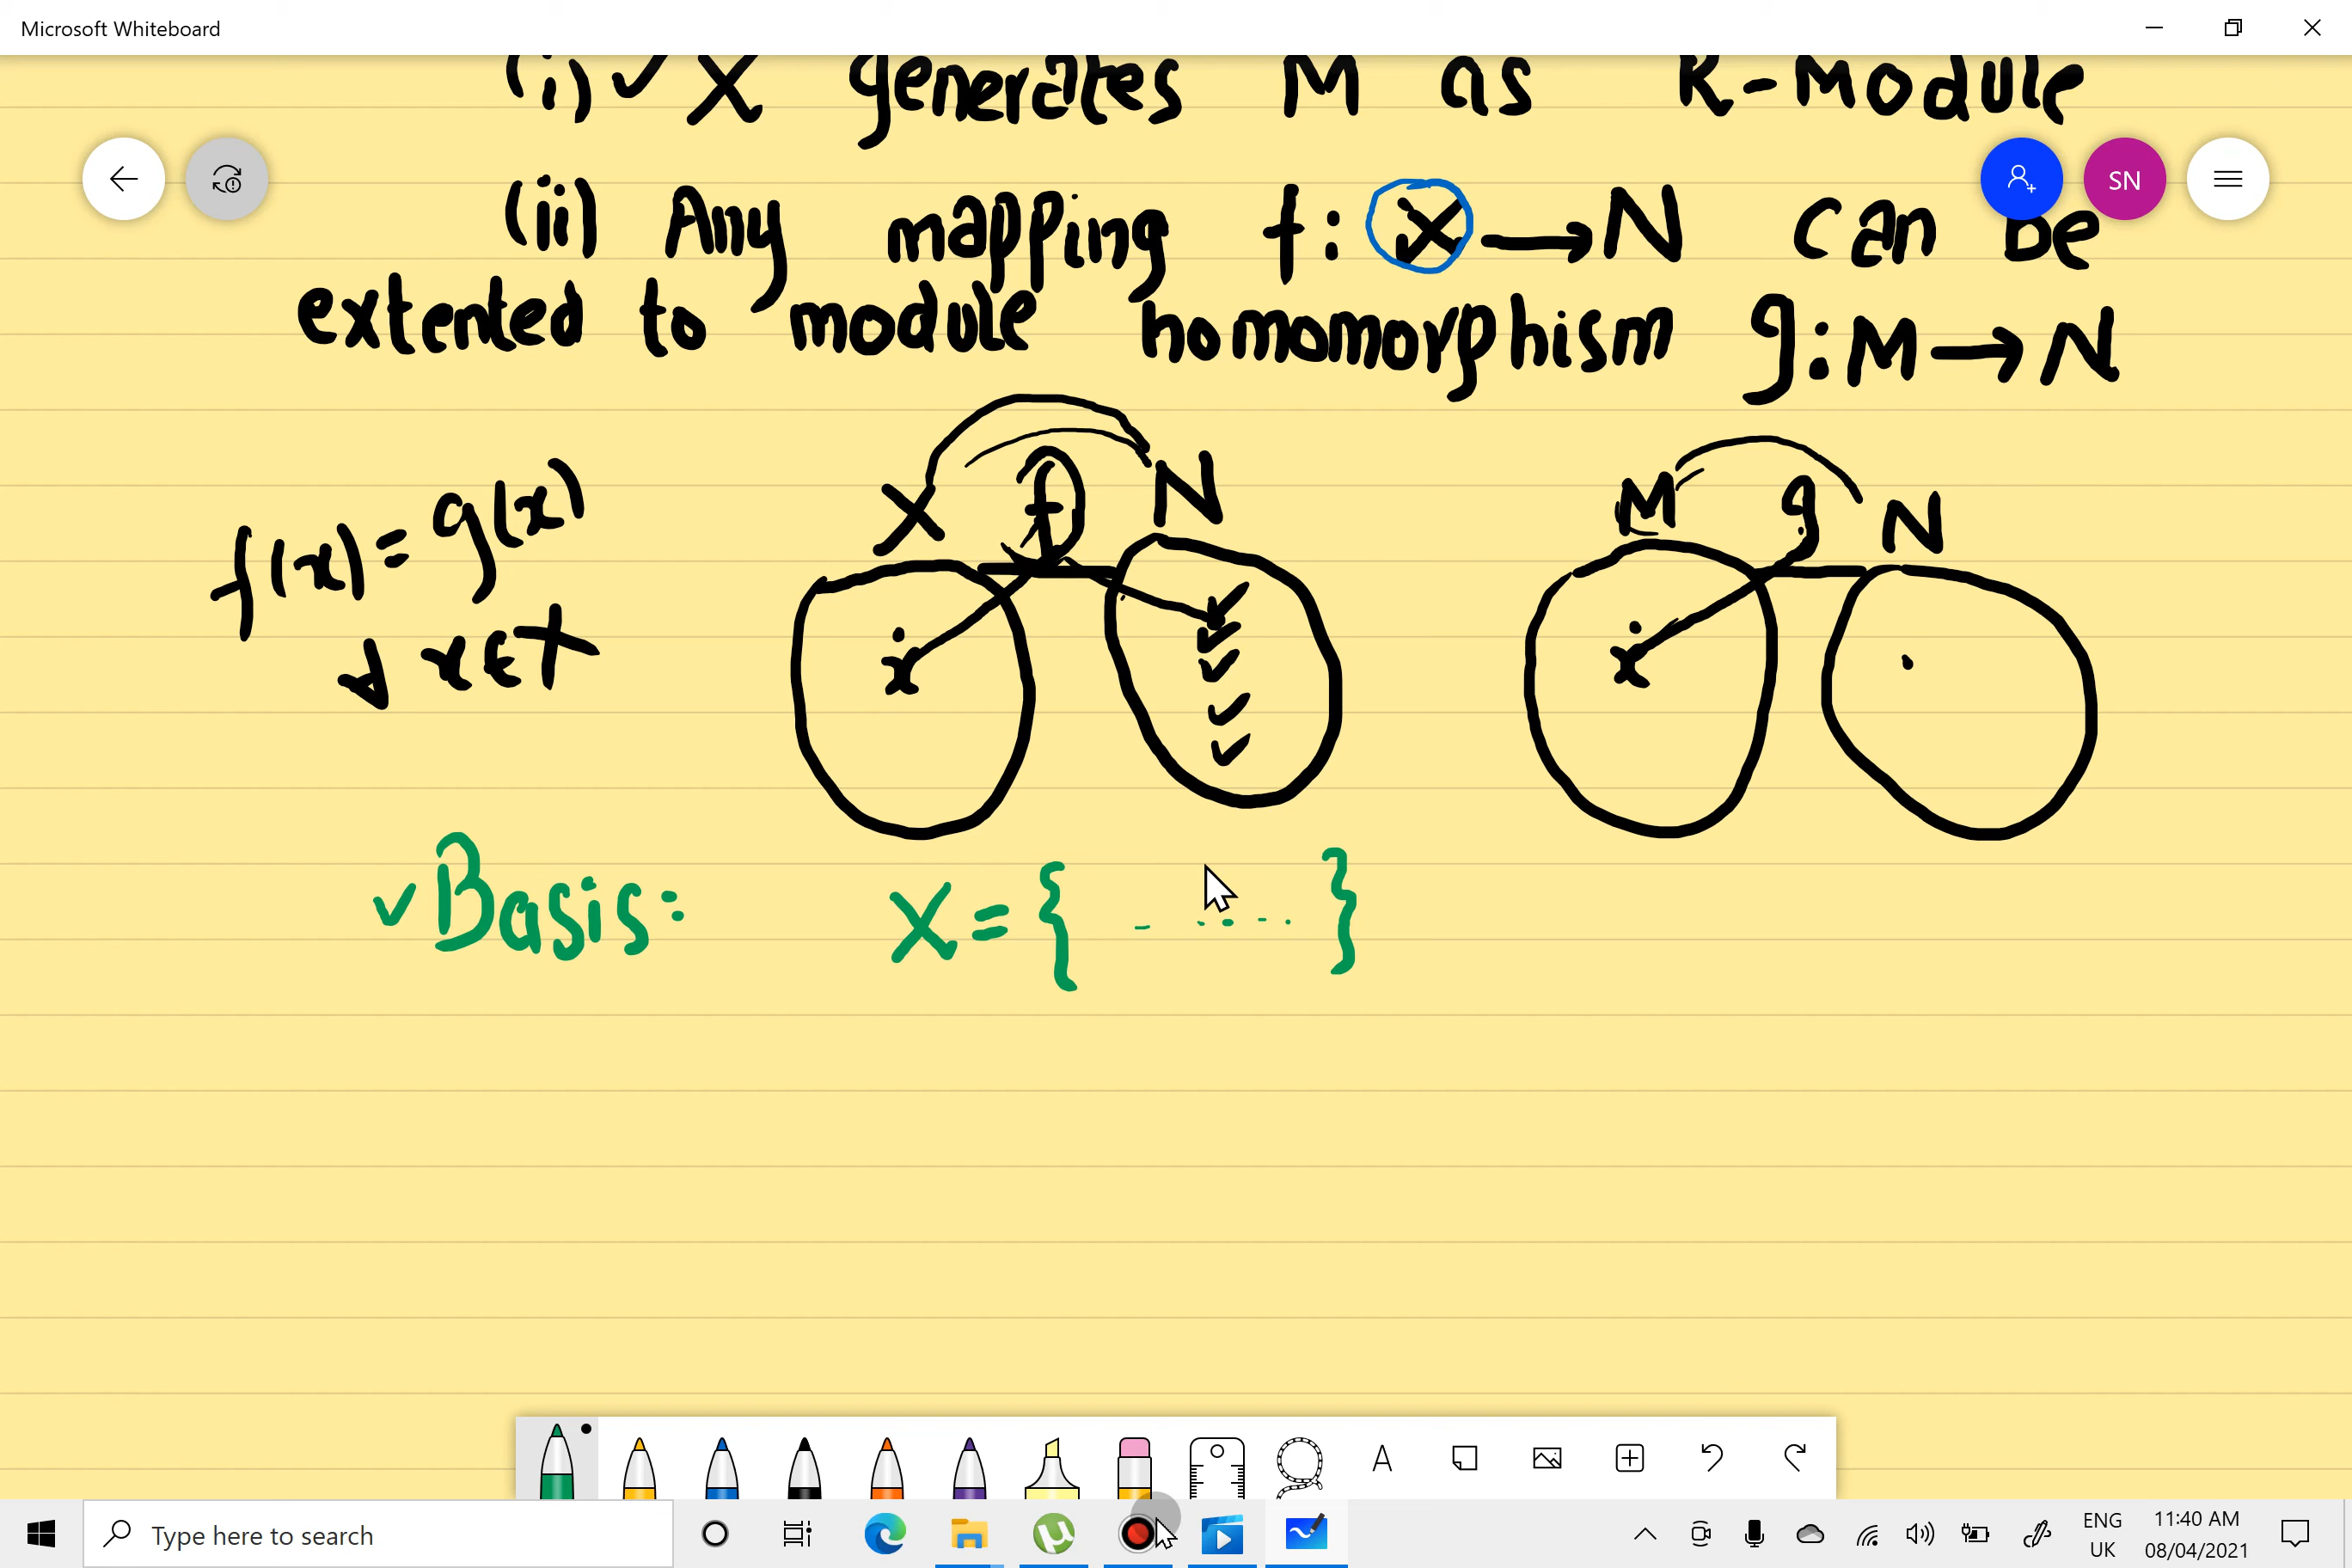 Microsoft Whiteboard
(i) ✓ X generates M as R-Module
SN
(ii) Any mapping f: X → N can be
extented to module homomorphism g: M → N
X f N
M g N
f(x) = g(x)
∀ x ∈ X
x
x
✓ Basis: X = { - ..... }
A
Type here to search
ENG
UK
11:40 AM
08/04/2021